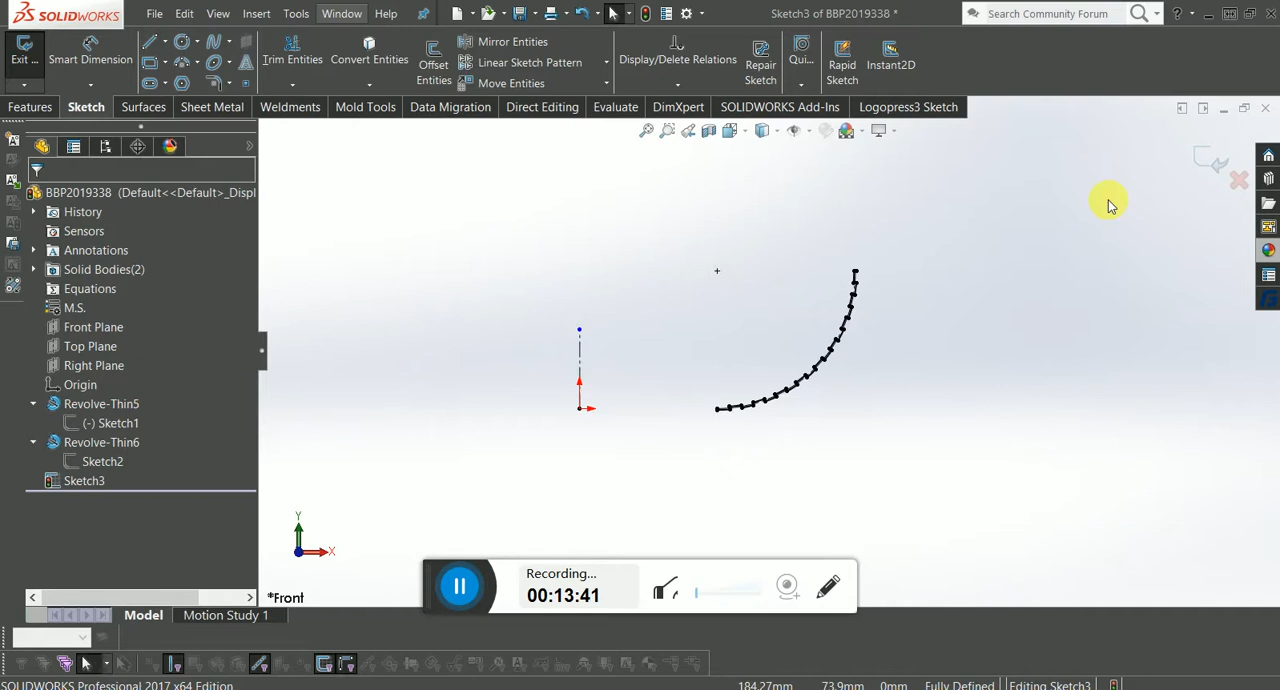 SOLIDWORKS File Edit View Insert Tools Window Help Sketch3 of BBP2019338 * Search Community Forum
Exit ... Smart Dimension Trim Entities Convert Entities Offset Entities Mirror Entities Linear Sketch Pattern Move Entities Display/Delete Relations Repair Sketch Qui... Rapid Sketch Instant2D
Features Sketch Surfaces Sheet Metal Weldments Mold Tools Data Migration Direct Editing Evaluate DimXpert SOLIDWORKS Add-Ins Logopress3 Sketch
BBP2019338 (Default<<Default>_Displ
History
Sensors
Annotations
Solid Bodies(2)
Equations
M.S.
Front Plane
Top Plane
Right Plane
Origin
Revolve-Thin5
(-) Sketch1
Revolve-Thin6
Sketch2
Sketch3
Y
X
*Front
Recording...
00:13:41
Model Motion Study 1
SOLIDWORKS Professional 2017 x64 Edition 184.27mm 73.9mm 0mm Fully Defined Editing Sketch3